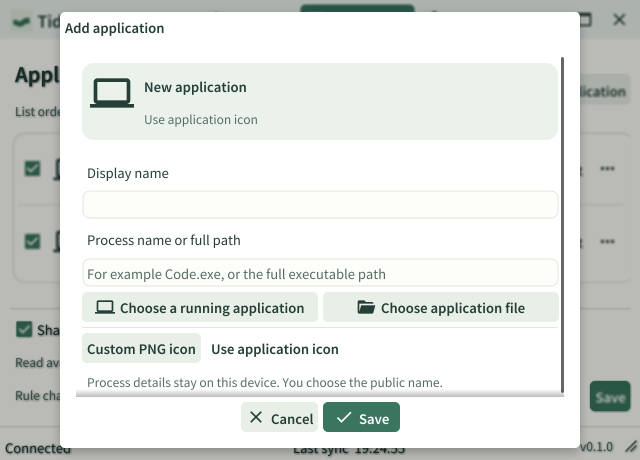 Tid
Add application
Appl
New application
Use application icon
ication
List orde
Display name
Process name or full path
For example Code.exe, or the full executable path
Choose a running application
Choose application file
Sha
Custom PNG icon
Use application icon
Read av
Process details stay on this device. You choose the public name.
Rule cha
Save
Cancel
Save
Connected
Last sync 19:24:55
v0.1.0